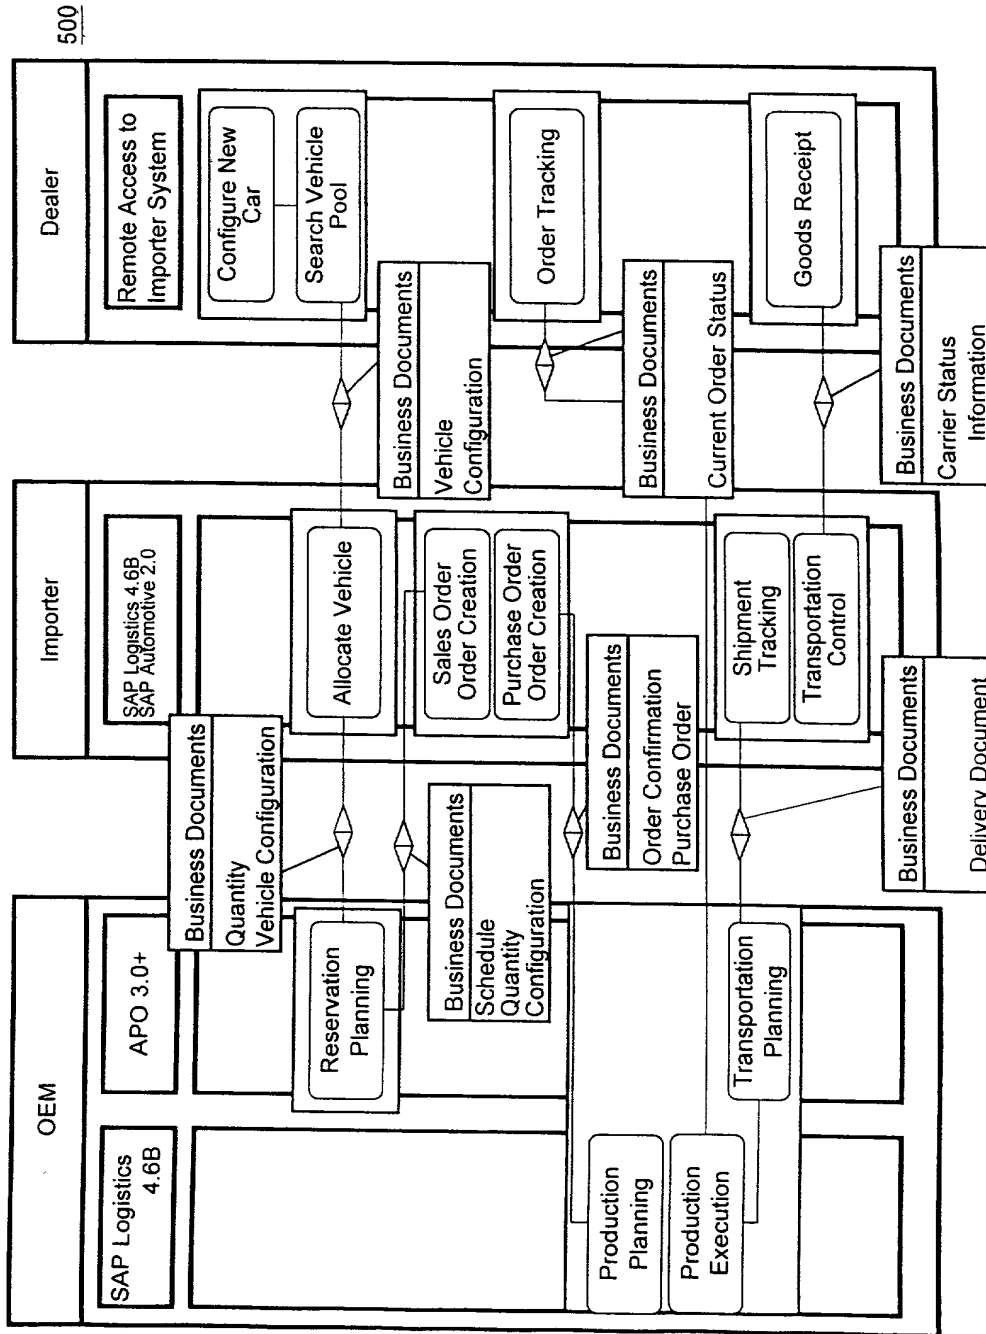 500
OEM
Importer
Dealer
SAP Logistics
4.6B
APO 3.0+
SAP Logistics 4.6B
SAP Automotive 2.0
Remote Access to
Importer System
Business Documents
Quantity
Vehicle Configuration
Configure New
Car
Search Vehicle
Pool
Reservation
Planning
Allocate Vehicle
Business Documents
Vehicle
Configuration
Business Documents
Schedule
Quantity
Configuration
Sales Order
Order Creation
Purchase Order
Order Creation
Order Tracking
Production
Planning
Business Documents
Order Confirmation
Purchase Order
Business Documents
Current Order Status
Production
Execution
Transportation
Planning
Shipment
Tracking
Transportation
Control
Goods Receipt
Business Documents
Delivery Document
Business Documents
Carrier Status
Information